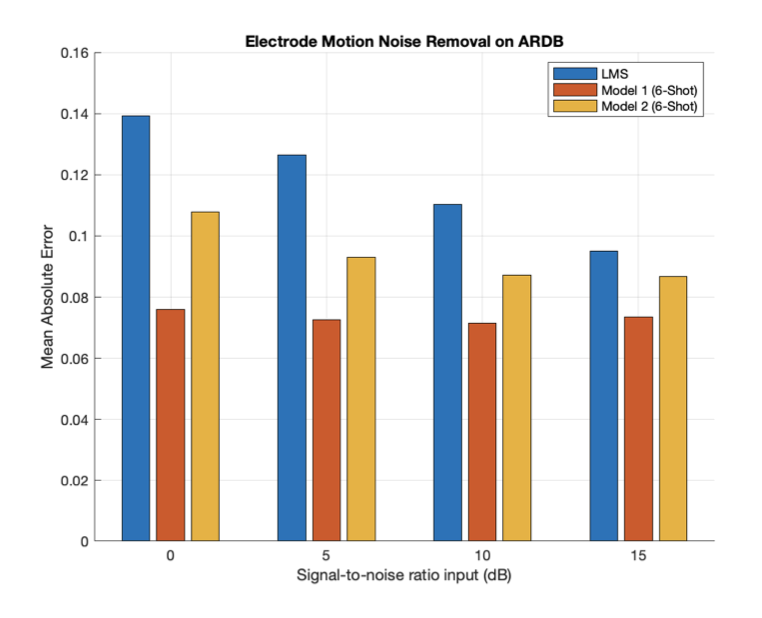 Electrode Motion Noise Removal on ARDB
LMS
Model 1 (6-Shot)
Model 2 (6-Shot)
Mean Absolute Error
0.16
0.14
0.12
0.1
0.08
0.06
0.04
0.02
0
0 5 10 15
Signal-to-noise ratio input (dB)